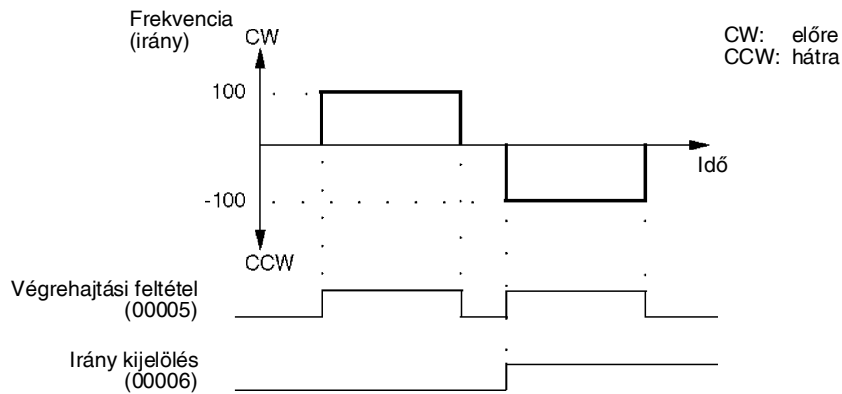 Frekvencia
(irány) CW
CW: előre
CCW: hátra
100
Idő
-100
CCW
Végrehajtási feltétel
(00005)
Irány kijelölés
(00006)